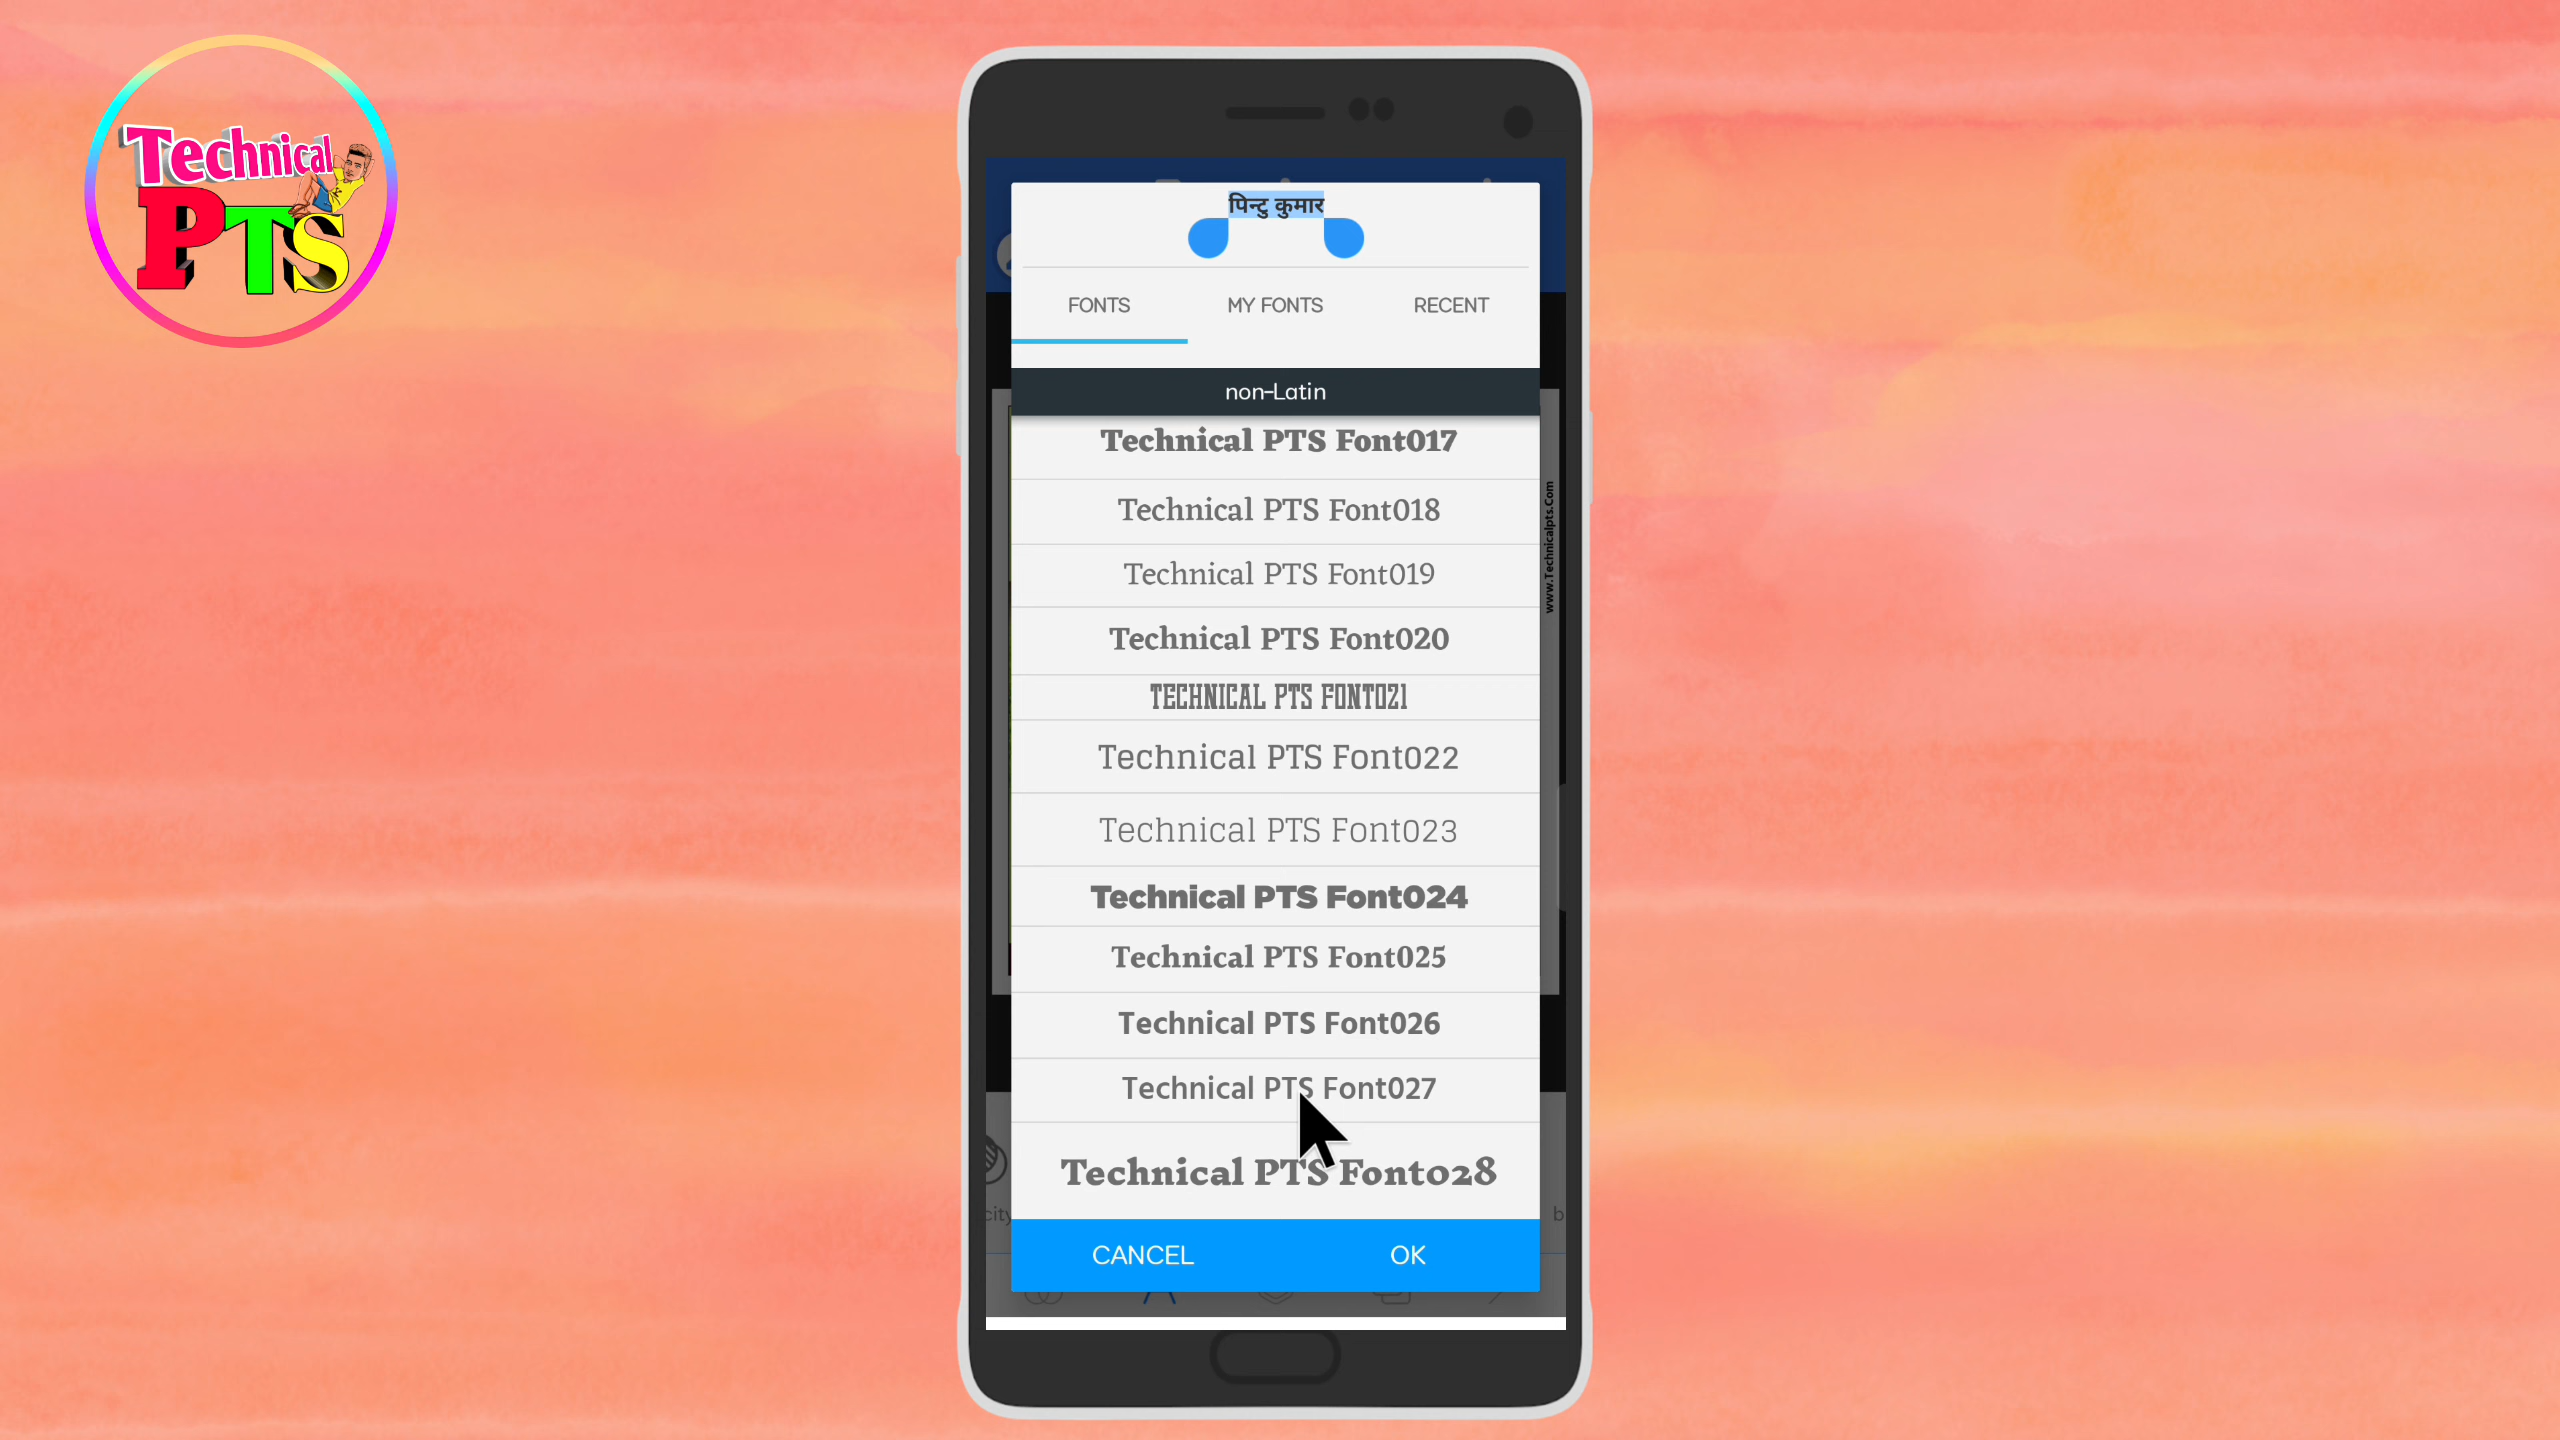 Technical
PTS
पिन्टु कुमार
FONTS MY FONTS RECENT
non-Latin
Technical PTS Font017
Technical PTS Font018
Technical PTS Font019
Technical PTS Font020
TECHNICAL PTS FONT021
Technical PTS Font022
Technical PTS Font023
Technical PTS Font024
Technical PTS Font025
Technical PTS Font026
Technical PTS Font027
Technical PTS Font028
CANCEL OK
www.Technicalpts.Com